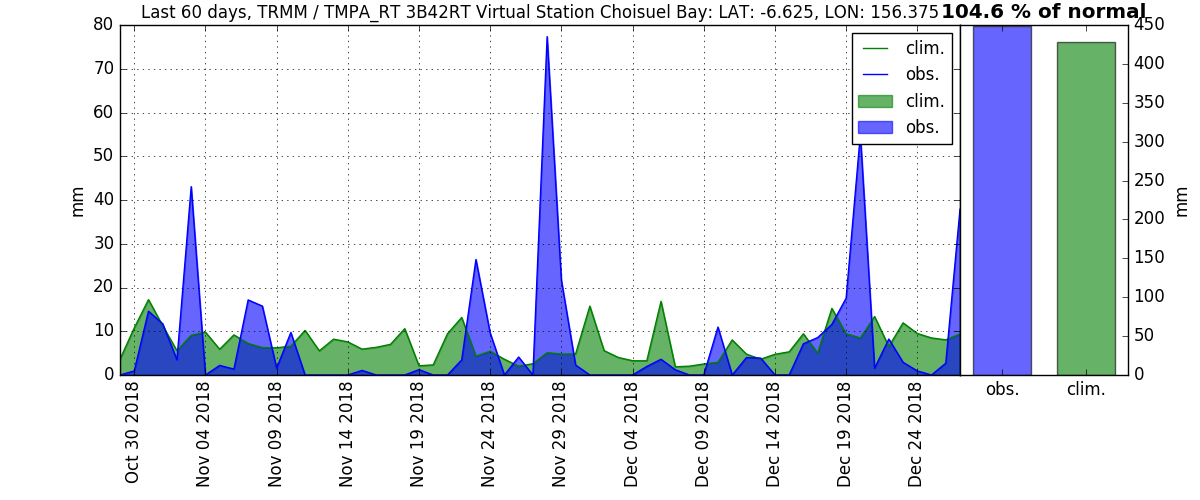 Last 60 days, TRMM / TMPA_RT 3B42RT Virtual Station Choisuel Bay: LAT: -6.625, LON: 156.375
104.6 % of normal
80
70
60
50
40
30
20
10
0
mm
clim.
obs.
clim.
obs.
450
400
350
300
250
200
150
100
50
0
mm
Oct 30 2018
Nov 04 2018
Nov 09 2018
Nov 14 2018
Nov 19 2018
Nov 24 2018
Nov 29 2018
Dec 04 2018
Dec 09 2018
Dec 14 2018
Dec 19 2018
Dec 24 2018
obs.
clim.